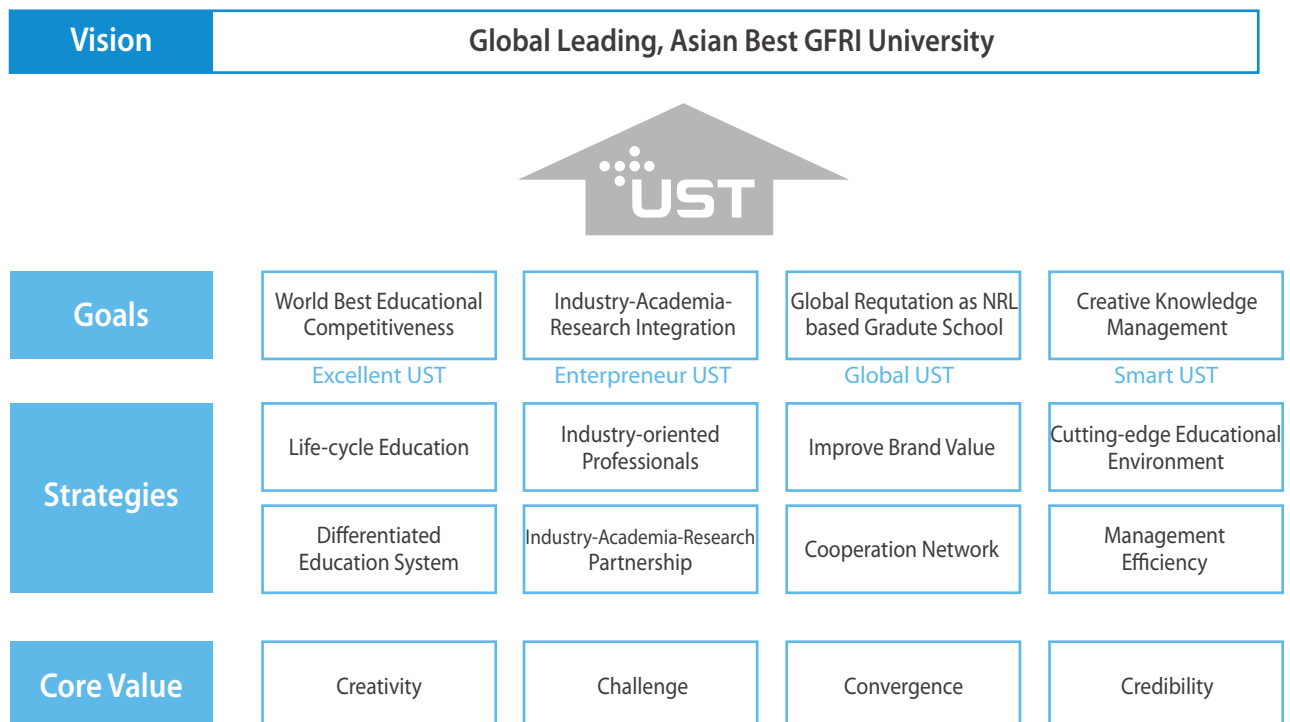 Vision
Global Leading, Asian Best GFRI University
UST
Goals
World Best Educational
Competitiveness
Industry-Academia-
Research Integration
Global Requtation as NRL
based Gradute School
Creative Knowledge
Management
Excellent UST
Enterpreneur UST
Global UST
Smart UST
Strategies
Life-cycle Education
Industry-oriented
Professionals
Improve Brand Value
Cutting-edge Educational
Environment
Differentiated
Education System
Industry-Academia-Research
Partnership
Cooperation Network
Management
Efficiency
Core Value
Creativity
Challenge
Convergence
Credibility